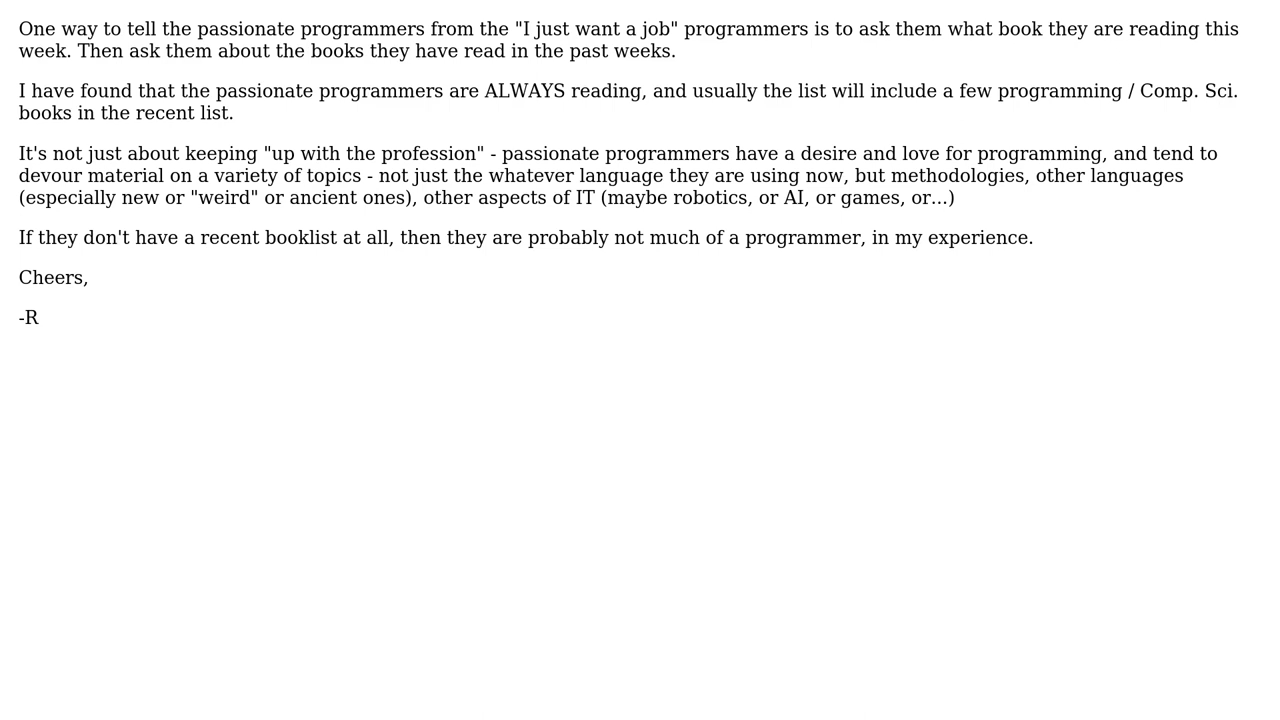 One way to tell the passionate programmers from the "I just want a job" programmers is to ask them what book they are reading this
week. Then ask them about the books they have read in the past weeks.
I have found that the passionate programmers are ALWAYS reading, and usually the list will include a few programming / Comp. Sci.
books in the recent list.
It's not just about keeping "up with the profession" - passionate programmers have a desire and love for programming, and tend to
devour material on a variety of topics - not just the whatever language they are using now, but methodologies, other languages
(especially new or "weird" or ancient ones), other aspects of IT (maybe robotics, or AI, or games, or...)
If they don't have a recent booklist at all, then they are probably not much of a programmer, in my experience.
Cheers,
-R